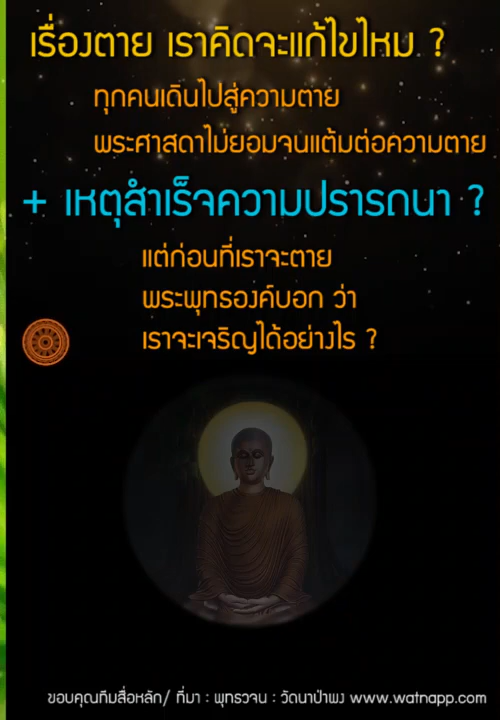 เรื่องตาย เราคิดจะแก้ไขไหม ?
ทุกคนเดินไปสู่ความตาย
พระศาสดาไม่ยอมจนแต้มต่อความตาย
+ เหตุสำเร็จความปรารถนา ?
แต่ก่อนที่เราจะตาย
พระพุทธองค์บอก ว่า
เราจะเจริญได้อย่างไร ?
ขอบคุณทีมสื่อหลัก/ ที่มา : พุทธวจน : วัดนาป่าพง www.watnapp.com